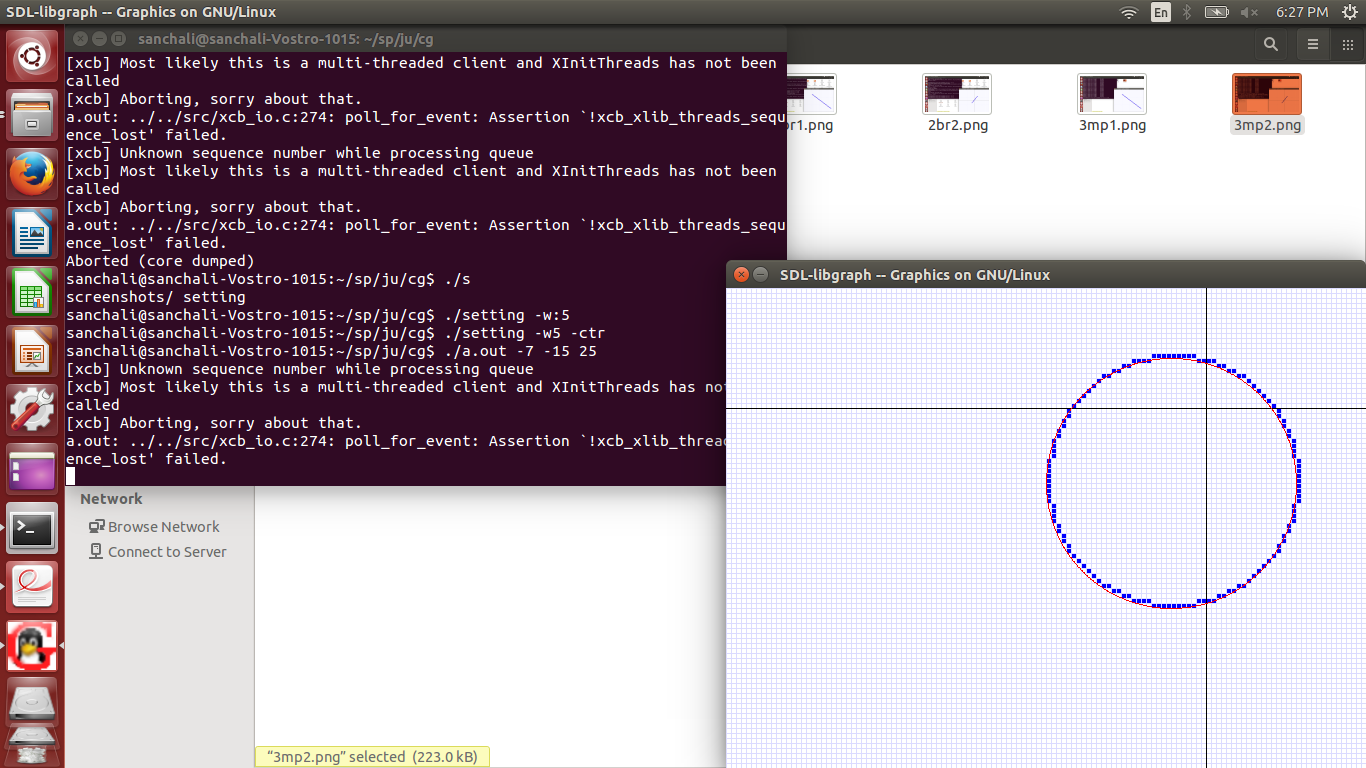 SDL-libgraph -- Graphics on GNU/Linux
En
6:27 PM
sanchali@sanchali-Vostro-1015: ~/sp/ju/cg
[xcb] Most likely this is a multi-threaded client and XInitThreads has not been
called
[xcb] Aborting, sorry about that.
a.out: ../../src/xcb_io.c:274: poll_for_event: Assertion `!xcb_xlib_threads_sequ
ence_lost' failed.
[xcb] Unknown sequence number while processing queue
[xcb] Most likely this is a multi-threaded client and XInitThreads has not been
called
[xcb] Aborting, sorry about that.
a.out: ../../src/xcb_io.c:274: poll_for_event: Assertion `!xcb_xlib_threads_sequ
ence_lost' failed.
Aborted (core dumped)
sanchali@sanchali-Vostro-1015:~/sp/ju/cg$ ./s
screenshots/ setting
sanchali@sanchali-Vostro-1015:~/sp/ju/cg$ ./setting -w:5
sanchali@sanchali-Vostro-1015:~/sp/ju/cg$ ./setting -w5 -ctr
sanchali@sanchali-Vostro-1015:~/sp/ju/cg$ ./a.out -7 -15 25
[xcb] Unknown sequence number while processing queue
[xcb] Most likely this is a multi-threaded client and XInitThreads has not
called
[xcb] Aborting, sorry about that.
a.out: ../../src/xcb_io.c:274: poll_for_event: Assertion `!xcb_xlib_threa
ence_lost' failed.
br1.png
2br2.png
3mp1.png
3mp2.png
SDL-libgraph -- Graphics on GNU/Linux
Network
Browse Network
Connect to Server
“3mp2.png” selected (223.0 kB)